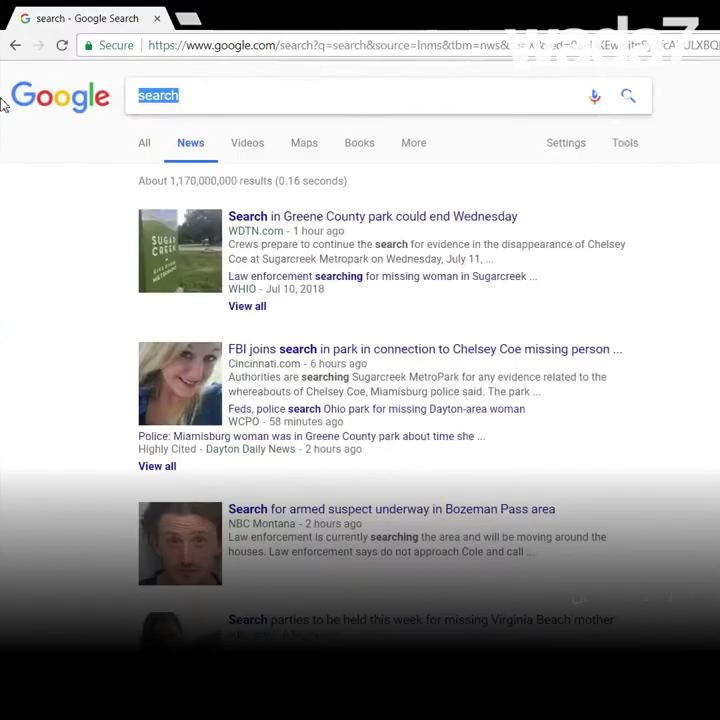 search - Google Search
wado7
Secure https://www.google.com/search?q=search&source=lnms&tbm=nws&
Google
search
All News Videos Maps Books More Settings Tools
About 1,170,000,000 results (0.16 seconds)
SUGAR
CREEK
METROPARK
Search in Greene County park could end Wednesday
WDTN.com - 1 hour ago
Crews prepare to continue the search for evidence in the disappearance of Chelsey
Coe at Sugarcreek Metropark on Wednesday, July 11, ...
Law enforcement searching for missing woman in Sugarcreek ...
WHIO - Jul 10, 2018
View all
FBI joins search in park in connection to Chelsey Coe missing person ...
Cincinnati.com - 6 hours ago
Authorities are searching Sugarcreek MetroPark for any evidence related to the
whereabouts of Chelsey Coe, Miamisburg police said. The park ...
Feds, police search Ohio park for missing Dayton-area woman
WCPO - 58 minutes ago
Police: Miamisburg woman was in Greene County park about time she ...
Highly Cited - Dayton Daily News - 2 hours ago
View all
Search for armed suspect underway in Bozeman Pass area
NBC Montana - 2 hours ago
Law enforcement is currently searching the area and will be moving around the
houses. Law enforcement says do not approach Cole and call ...
Search parties to be held this week for missing Virginia Beach mother